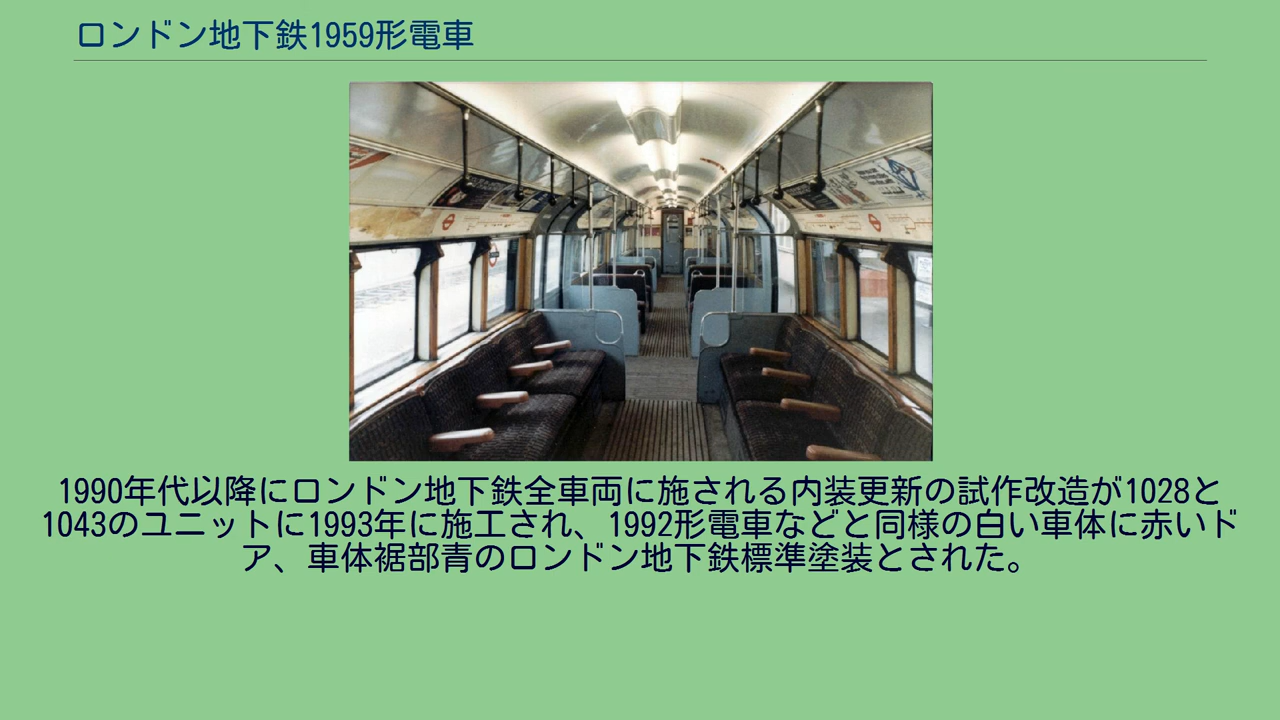 ロンドン地下鉄1959形電車
1990年代以降にロンドン地下鉄全車両に施される内装更新の試作改造が1028と
1043のユニットに1993年に施工され、1992形電車などと同様の白い車体に赤いド
ア、車体裾部青のロンドン地下鉄標準塗装とされた。